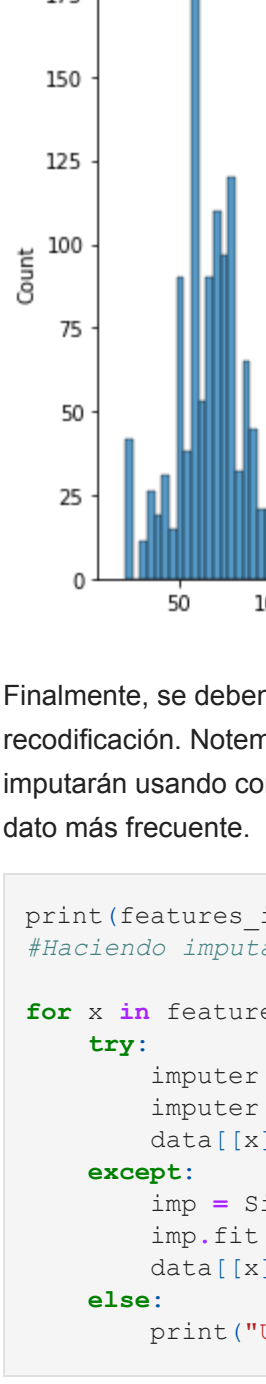 175
150
125
100
75
50
25
0
Count
50
Finalmente, se deben
recodificación. Notem
imputarán usando co
dato más frecuente.
print(features_i
#Haciendo imputa
for x in feature
try:
imputer
imputer
data[[x]
except:
imp = Si
imp.fit
data[[x]
else:
print("U